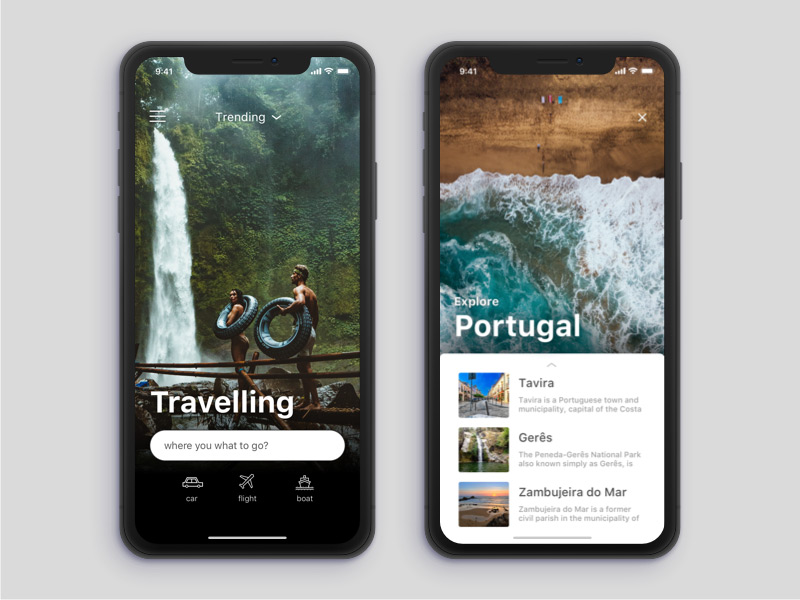 9:41
Trending
Travelling
where you what to go?
car
flight
boat
9:41
Explore
Portugal
Tavira
Tavira is a Portuguese town and
municipality, capital of the Costa
Gerês
The Peneda-Gerês National Park
also known simply as Gerês, is
Zambujeira do Mar
Zambujeira do Mar is a former
civil parish in the municipality of